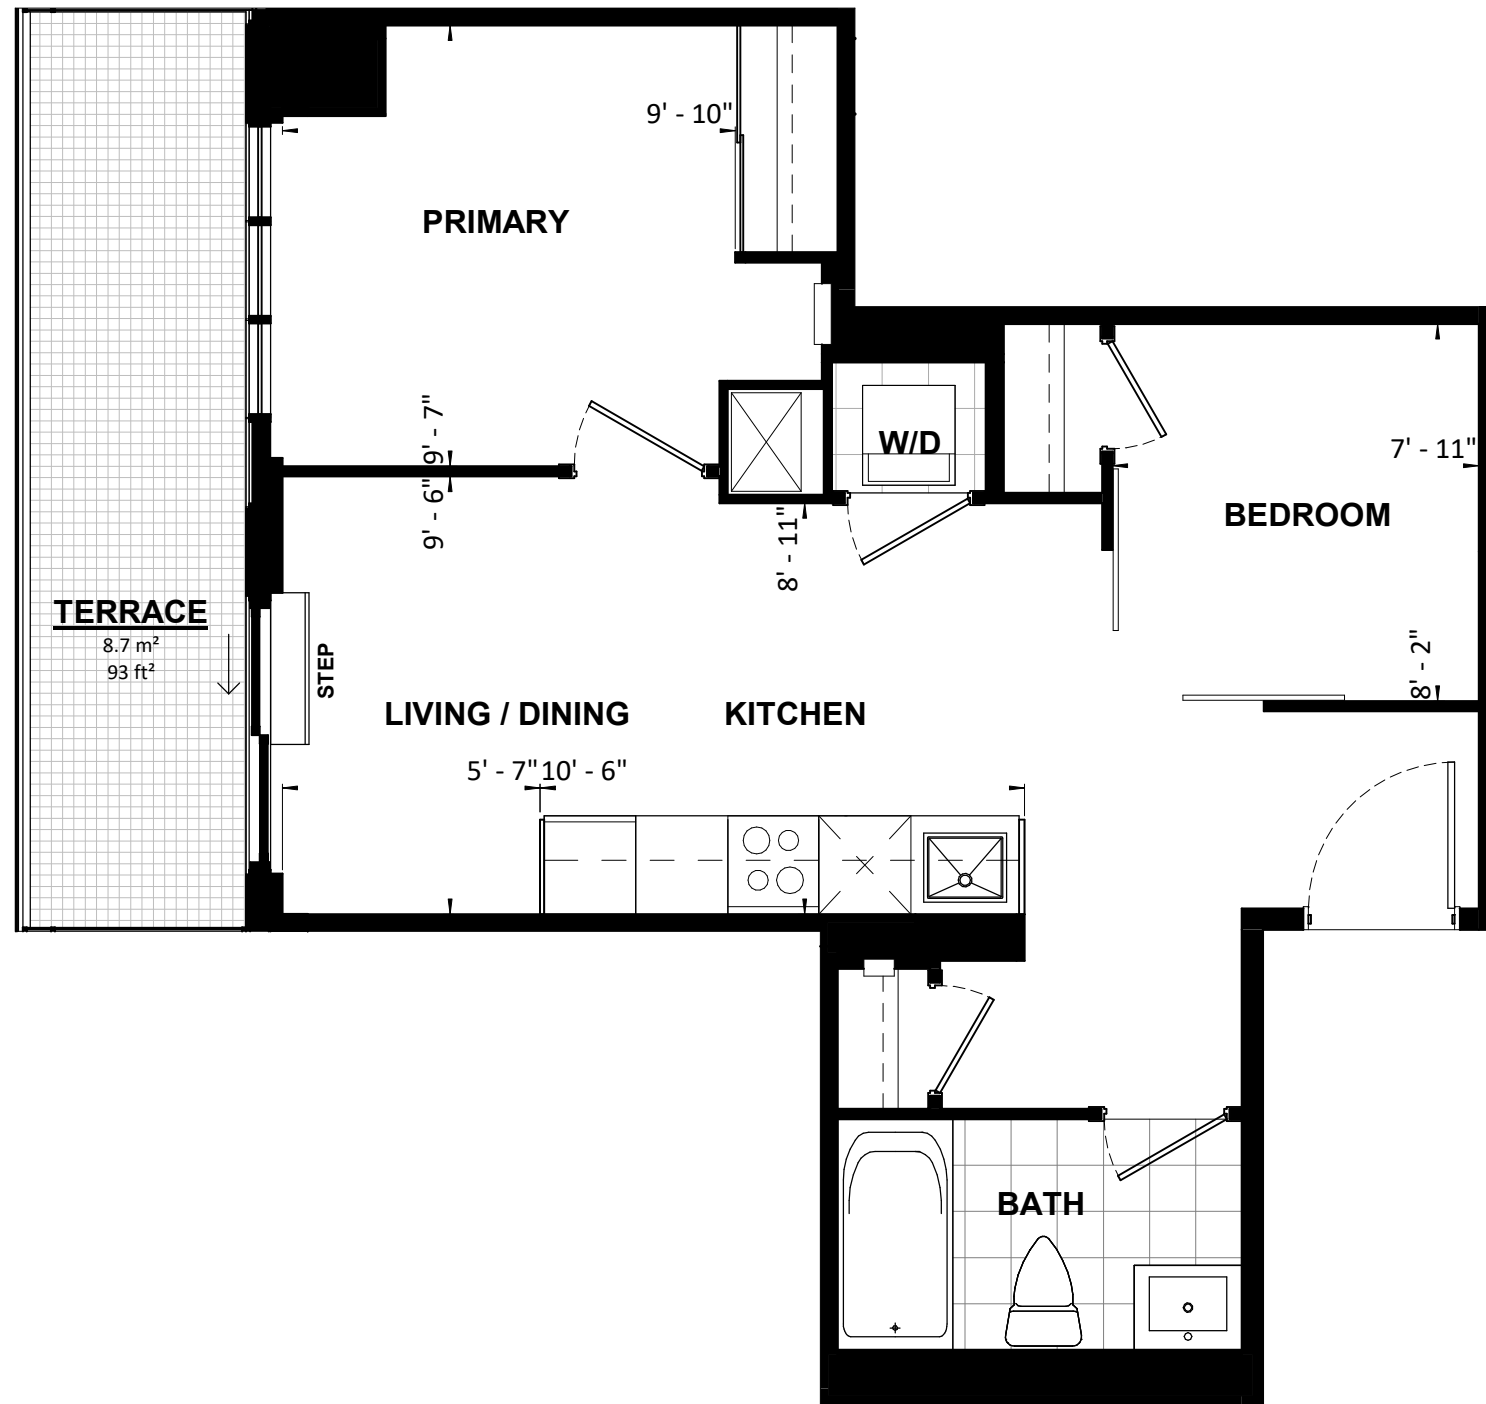 9' - 10"
PRIMARY
9' - 7"
W/D
7' - 11"
9' - 6"
8' - 11"
BEDROOM
TERRACE
8.7 m²
93 ft²
STEP
8' - 2"
LIVING / DINING
KITCHEN
5' - 7"
10' - 6"
BATH